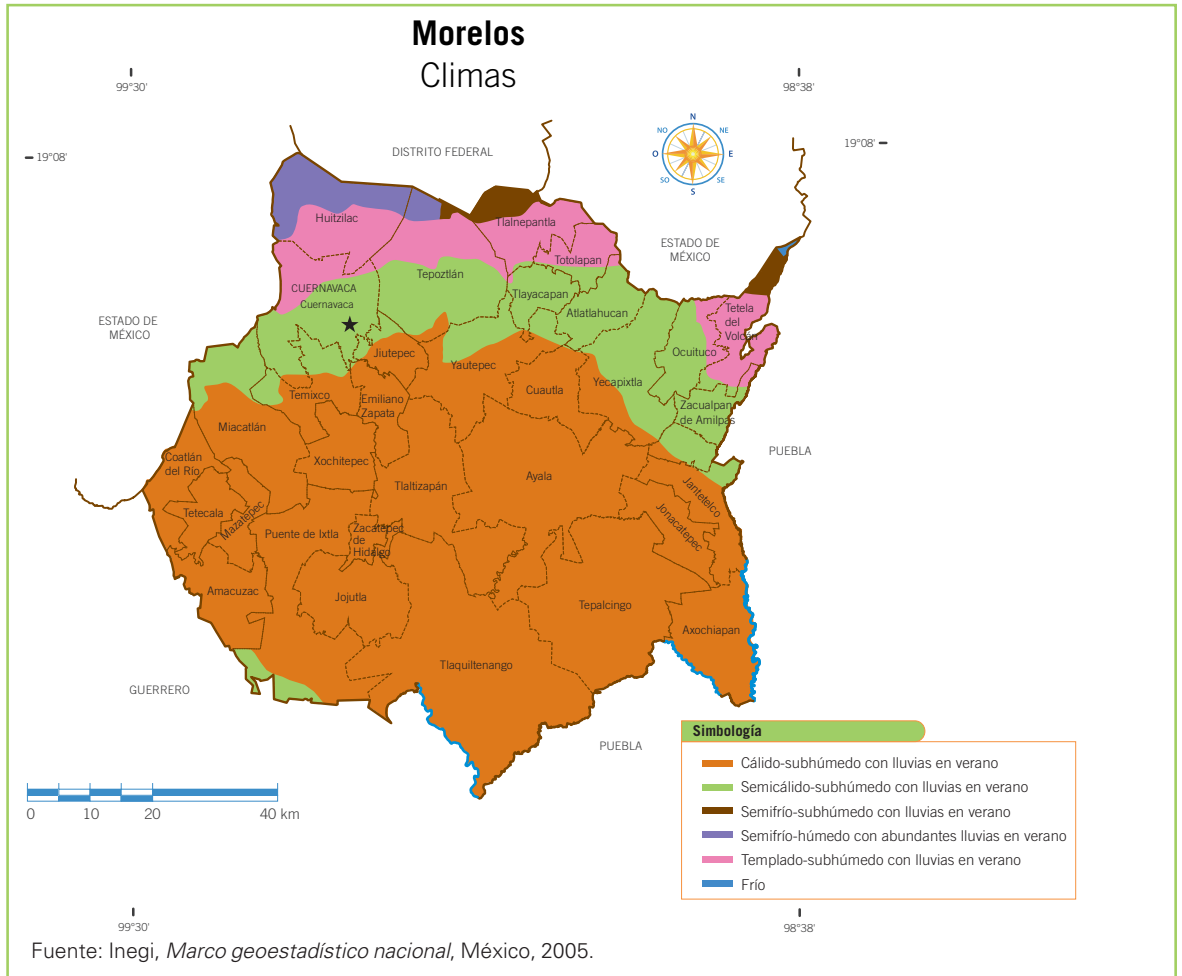 Morelos
Climas
99°30'
98°38'
19°08'
19°08'
DISTRITO FEDERAL
N
NO
NE
O
E
SO
SE
S
Huitzilac
Tlalnepantla
ESTADO DE
MÉXICO
Totolapan
Tepoztlán
CUERNAVACA
Cuernavaca
Tlayacapan
Atlatlahucan
Tetela
del
Volcán
ESTADO DE
MÉXICO
Ocuituco
Jiutepec
Yautepec
Cuautla
Yecapixtla
Temixco
Emiliano
Zapata
Zacualpan
de Amilpas
Miacatlán
PUEBLA
Coatlán
del Río
Xochitepec
Ayala
Tlaltizapán
Jantetelco
Tetecala
Mazatepec
Jonacatepec
Puente de Ixtla
Zacatepec
de
Hidalgo
Amacuzac
Jojutla
Tepalcingo
Axochiapan
Tlaquiltenango
GUERRERO
PUEBLA
Simbología
Cálido-subhúmedo con lluvias en verano
Semicálido-subhúmedo con lluvias en verano
Semifrío-subhúmedo con lluvias en verano
Semifrío-húmedo con abundantes lluvias en verano
Templado-subhúmedo con lluvias en verano
Frío
0 10 20 40 km
99°30'
98°38'
Fuente: Inegi, Marco geoestadístico nacional, México, 2005.